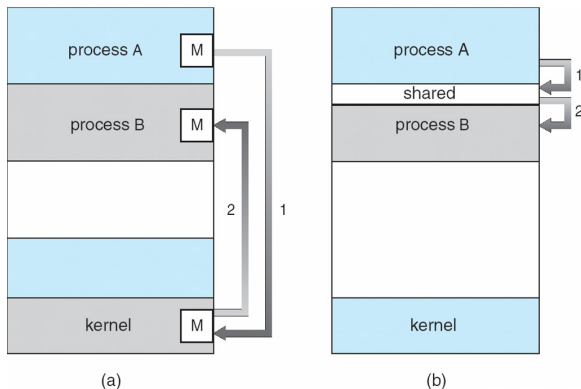 process A
M
process B
M
2
1
kernel
M
(a)
process A
1
shared
2
process B
kernel
(b)